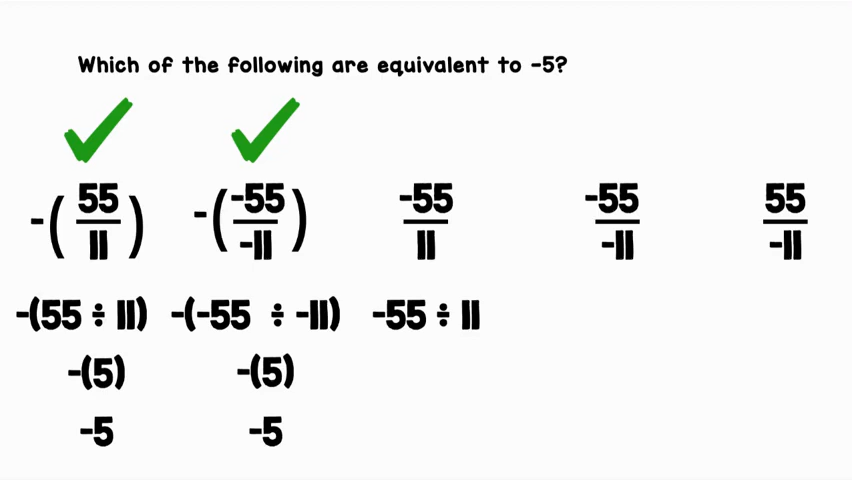 Which of the following are equivalent to -5?
-(55/11) -(-55/-11) -55/11 -55/-11 55/-11
-(55 ÷ 11) -(-55 ÷ -11) -55 ÷ 11
-(5) -(5)
-5 -5